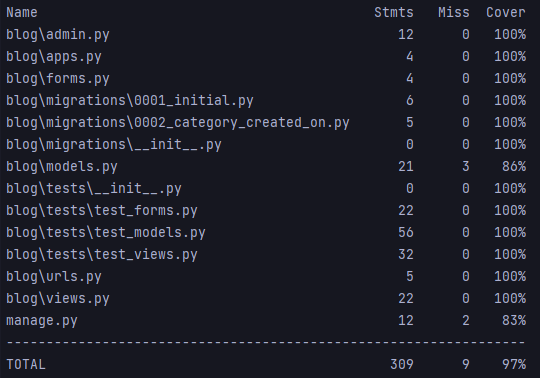 Name Stmts Miss Cover
blog\admin.py 12 0 100%
blog\apps.py 4 0 100%
blog\forms.py 4 0 100%
blog\migrations\0001_initial.py 6 0 100%
blog\migrations\0002_category_created_on.py 5 0 100%
blog\migrations\__init__.py 0 0 100%
blog\models.py 21 3 86%
blog\tests\__init__.py 0 0 100%
blog\tests\test_forms.py 22 0 100%
blog\tests\test_models.py 56 0 100%
blog\tests\test_views.py 32 0 100%
blog\urls.py 5 0 100%
blog\views.py 22 0 100%
manage.py 12 2 83%
------------------------------------------------------------------
TOTAL 309 9 97%